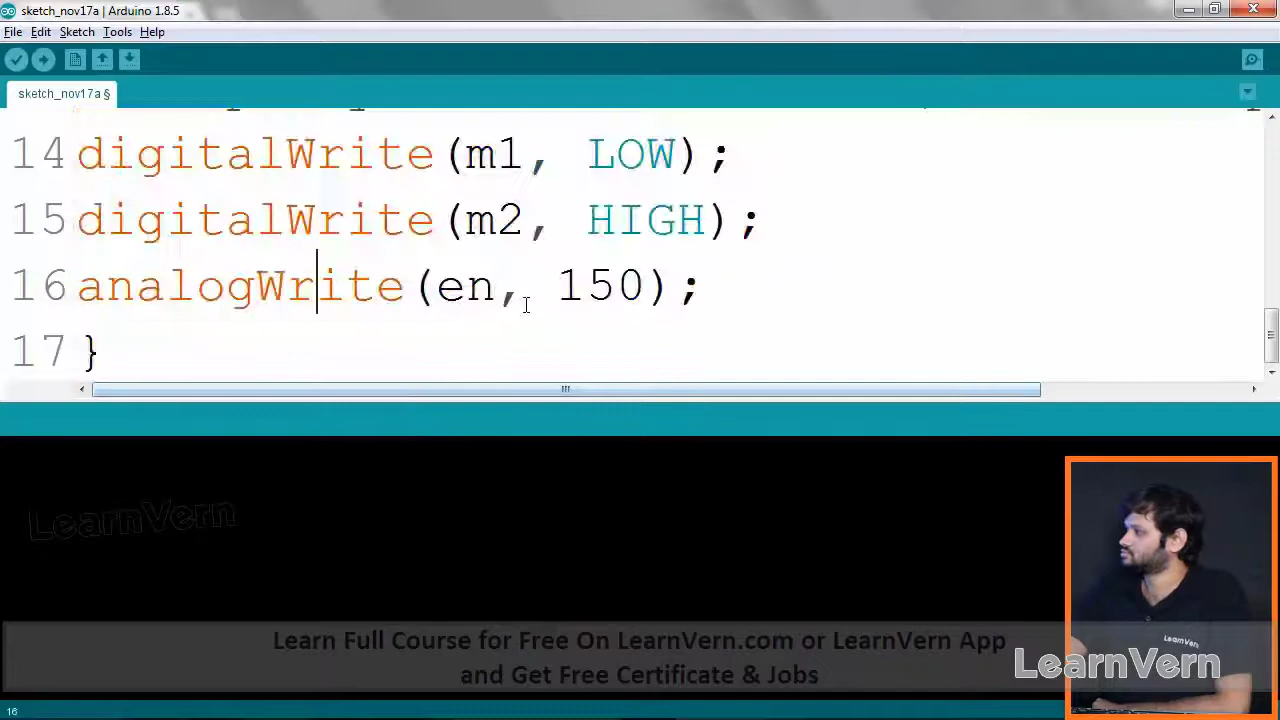 sketch_nov17a | Arduino 1.8.5
File Edit Sketch Tools Help
sketch_nov17a §
14 digitalWrite(m1, LOW);
15 digitalWrite(m2, HIGH);
16 analogWrite(en, 150);
17 }
LearnVern
LearnVern
Learn Full Course for Free On LearnVern.com or LearnVern App
and Get Free Certificate & Jobs
LearnVern
16